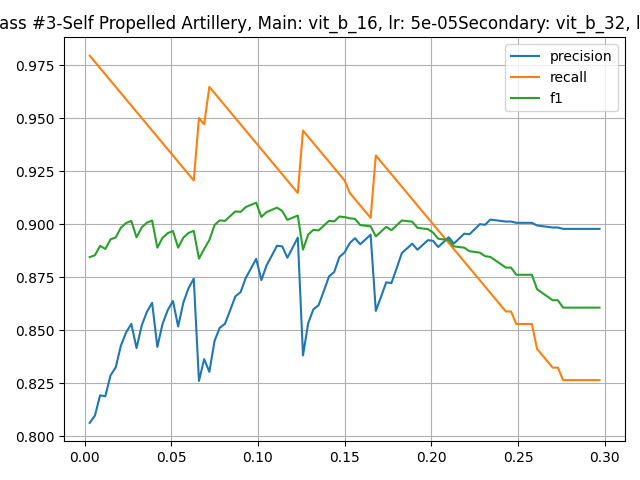 ass #3-Self Propelled Artillery, Main: vit_b_16, lr: 5e-05Secondary: vit_b_32, l
precision
recall
f1
0.975
0.950
0.925
0.900
0.875
0.850
0.825
0.800
0.00 0.05 0.10 0.15 0.20 0.25 0.30